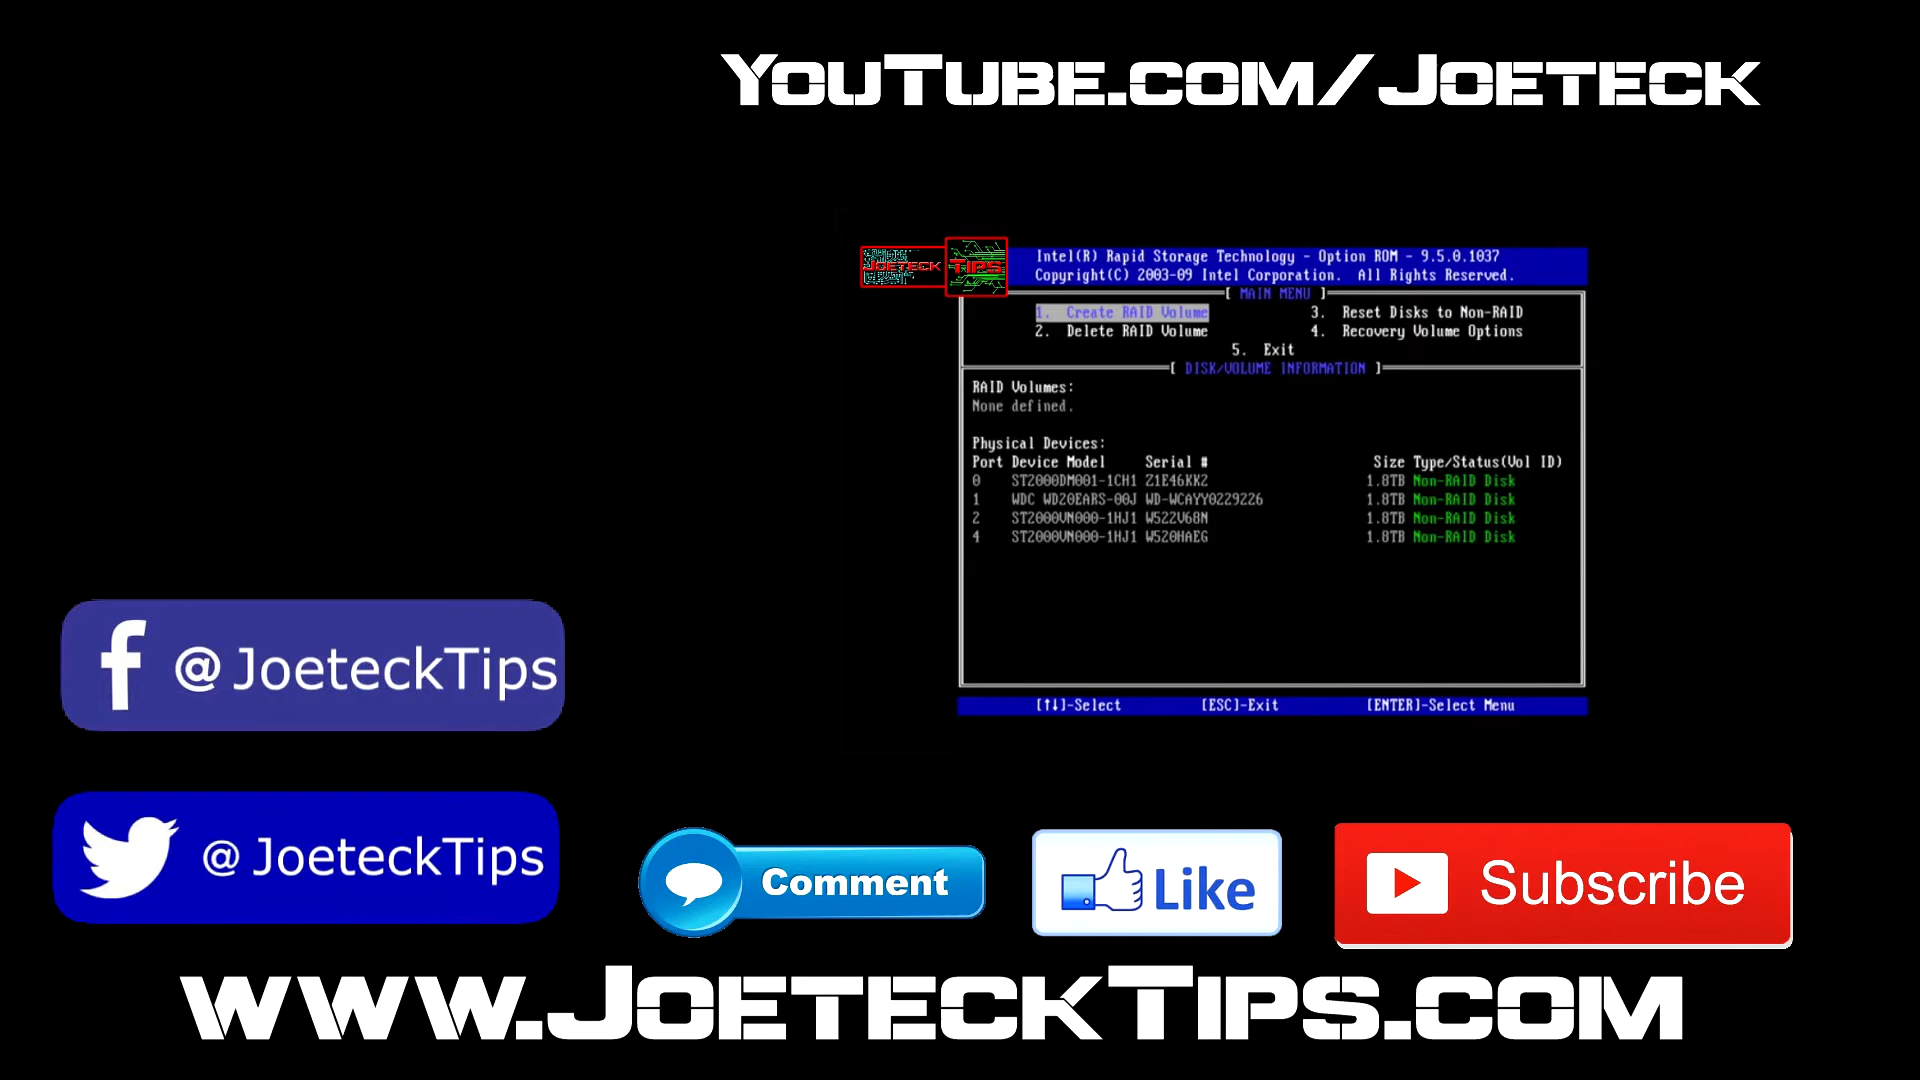 YouTube.com/Joeteck
JOETECK TIPS
Intel(R) Rapid Storage Technology - Option ROM - 9.5.0.1037
Copyright(C) 2003-09 Intel Corporation. All Rights Reserved.
[ MAIN MENU ]
1. Create RAID Volume 3. Reset Disks to Non-RAID
2. Delete RAID Volume 4. Recovery Volume Options
5. Exit
[ DISK/VOLUME INFORMATION ]
RAID Volumes:
None defined.
Physical Devices:
Port Device Model Serial # Size Type/Status(Vol ID)
0 ST2000DM001-1CH1 Z1E46KK2 1.8TB Non-RAID Disk
1 WDC WD20EARS-00J WD-WCAYY0229226 1.8TB Non-RAID Disk
2 ST2000VN000-1HJ1 W522V68N 1.8TB Non-RAID Disk
4 ST2000VN000-1HJ1 W520HAEG 1.8TB Non-RAID Disk
[↑↓]-Select [ESC]-Exit [ENTER]-Select Menu
f @JoeteckTips
@JoeteckTips
Comment
Like
Subscribe
www.JoeteckTips.com